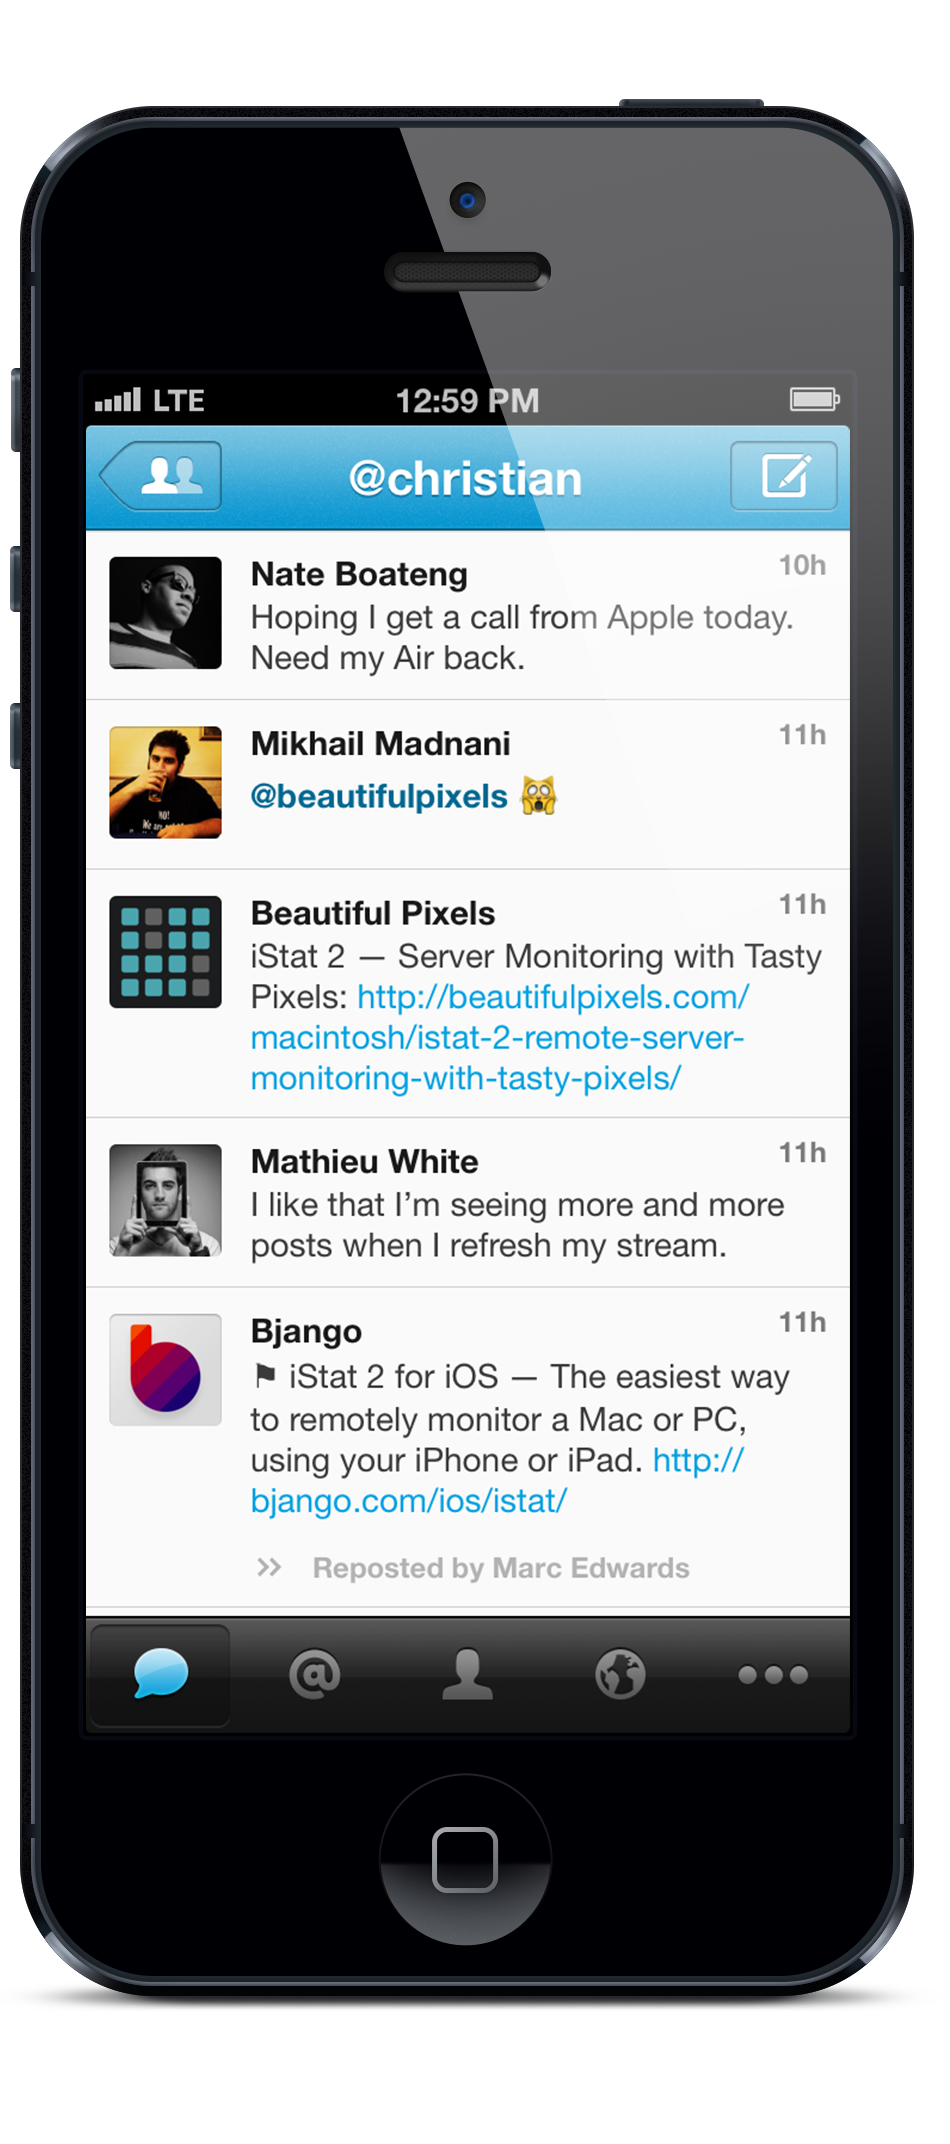 LTE 12:59 PM
@christian
Nate Boateng 10h
Hoping I get a call from Apple today.
Need my Air back.
Mikhail Madnani 11h
@beautifulpixels 🙀
Beautiful Pixels 11h
iStat 2 — Server Monitoring with Tasty
Pixels: http://beautifulpixels.com/
macintosh/istat-2-remote-server-
monitoring-with-tasty-pixels/
Mathieu White 11h
I like that I’m seeing more and more
posts when I refresh my stream.
Bjango 11h
⚑ iStat 2 for iOS — The easiest way
to remotely monitor a Mac or PC,
using your iPhone or iPad. http://
bjango.com/ios/istat/
Reposted by Marc Edwards